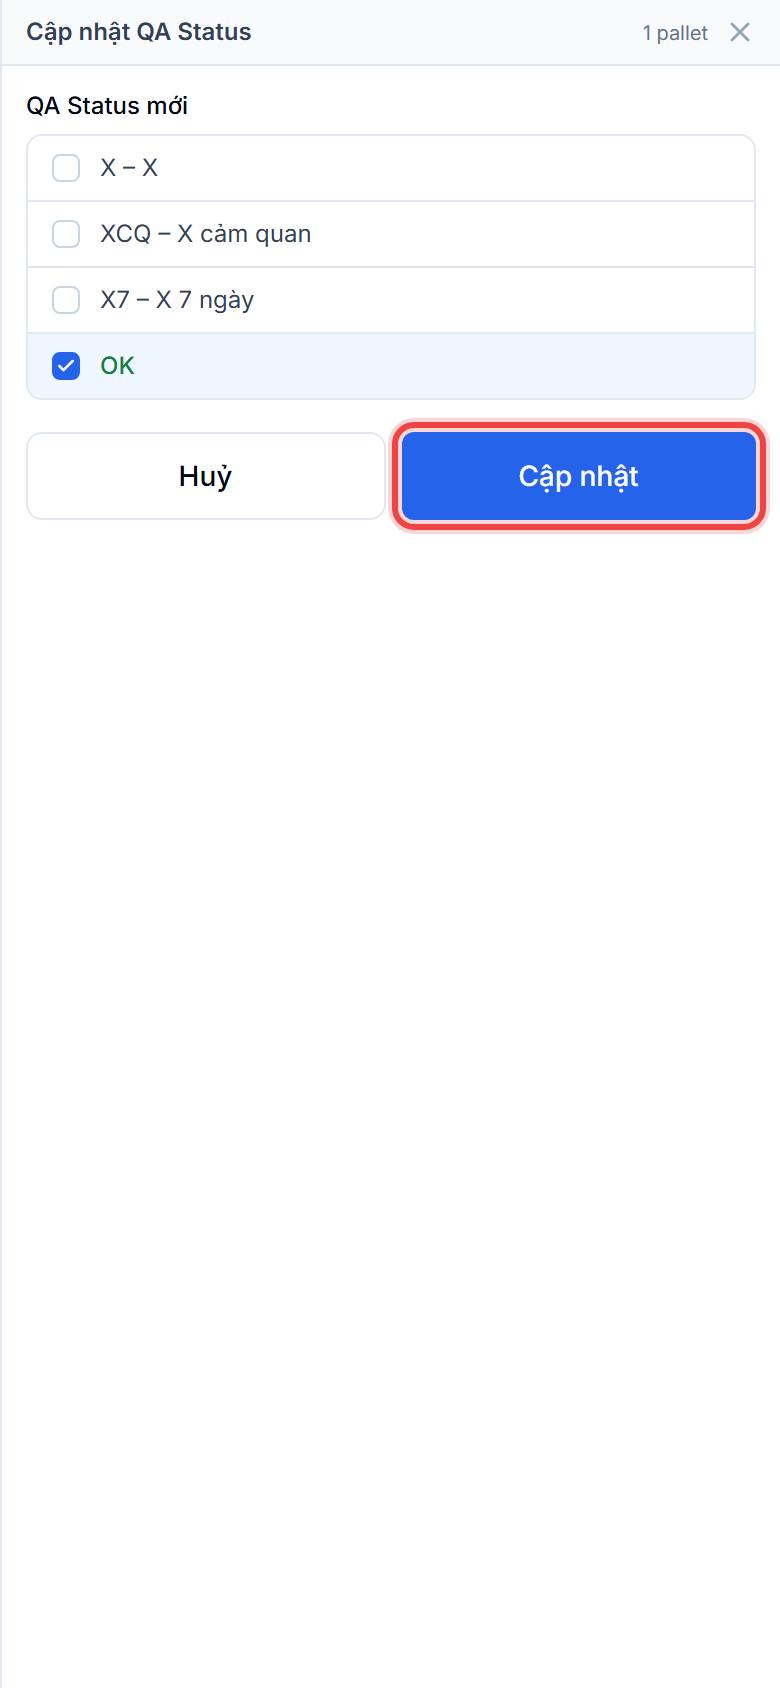 Cập nhật QA Status
1 pallet
QA Status mới
X – X
XCQ – X cảm quan
X7 – X 7 ngày
OK
Huỷ
Cập nhật